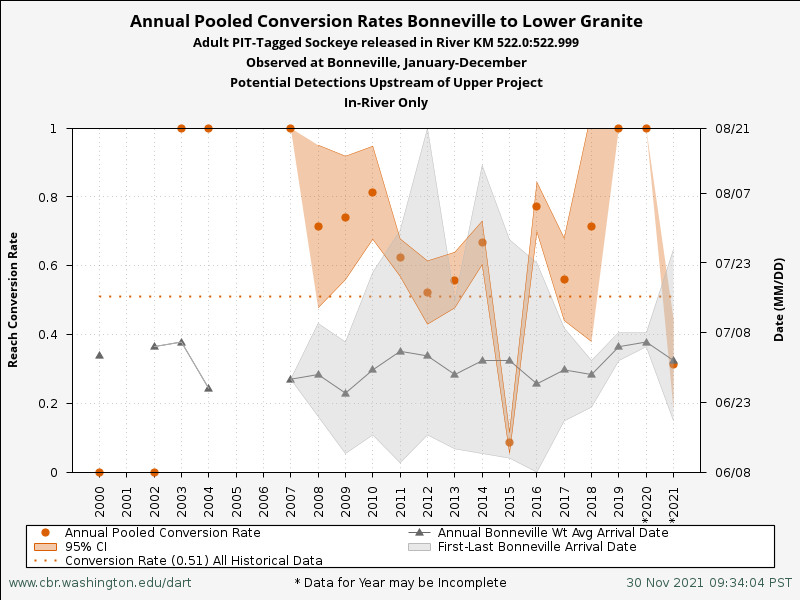 Annual Pooled Conversion Rates Bonneville to Lower Granite
Adult PIT-Tagged Sockeye released in River KM 522.0:522.999
Observed at Bonneville, January-December
Potential Detections Upstream of Upper Project
In-River Only
Reach Conversion Rate
1
0.8
0.6
0.4
0.2
0
08/21
08/07
07/23
07/08
06/23
06/08
Date (MM/DD)
2000
2001
2002
2003
2004
2005
2006
2007
2008
2009
2010
2011
2012
2013
2014
2015
2016
2017
2018
2019
*2020
*2021
Annual Pooled Conversion Rate
95% CI
Conversion Rate (0.51) All Historical Data
Annual Bonneville Wt Avg Arrival Date
First-Last Bonneville Arrival Date
www.cbr.washington.edu/dart
* Data for Year may be Incomplete
30 Nov 2021 09:34:04 PST